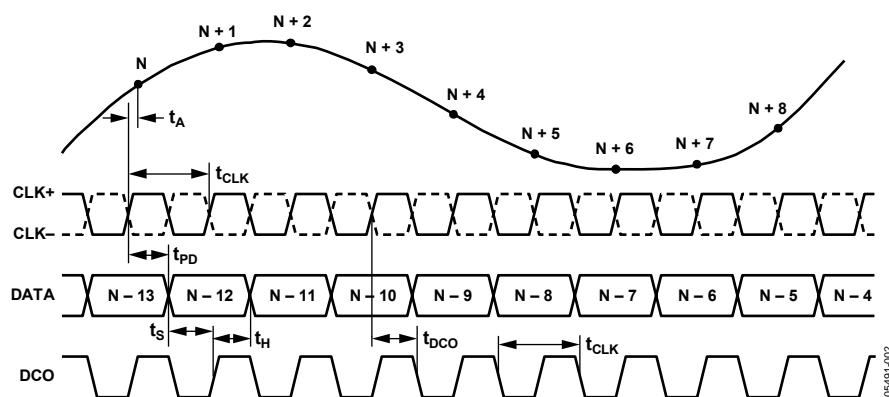 N
N + 1
N + 2
N + 3
N + 4
N + 5
N + 6
N + 7
N + 8
tA
tCLK
CLK+
CLK–
tPD
DATA
N – 13
N – 12
N – 11
N – 10
N – 9
N – 8
N – 7
N – 6
N – 5
N – 4
tS
tH
tDCO
tCLK
DCO
05491-002